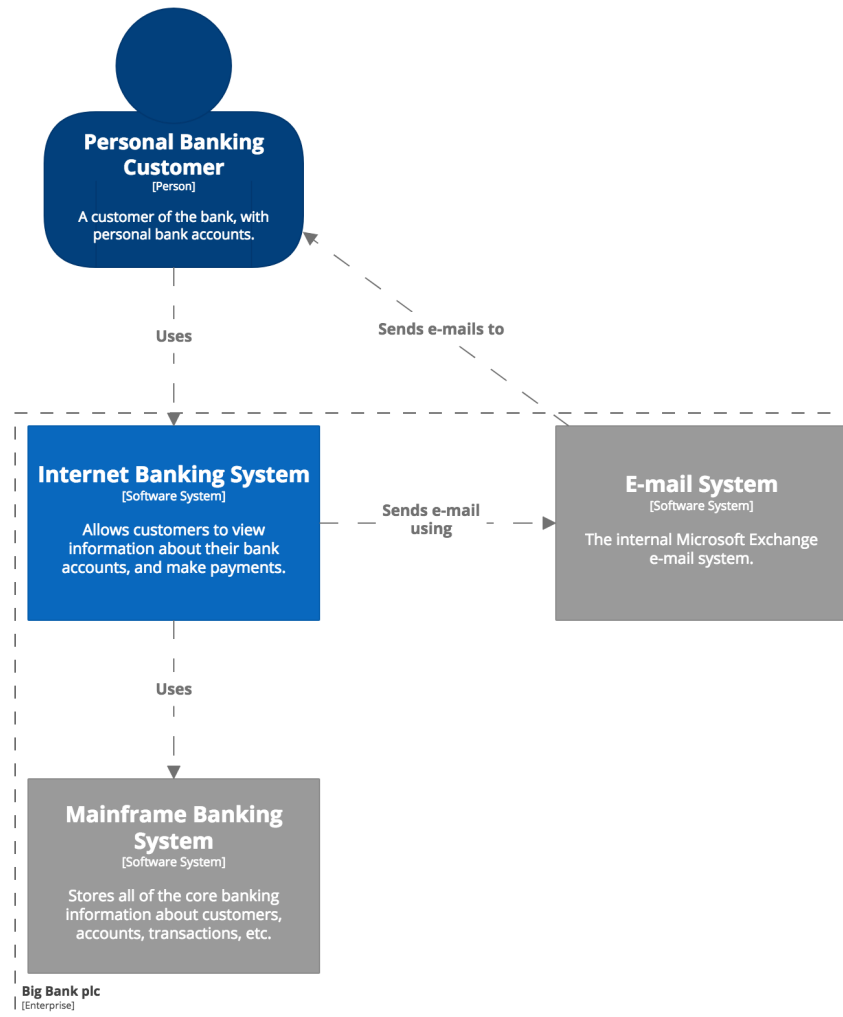 Personal Banking
Customer
[Person]
A customer of the bank, with
personal bank accounts.
Uses
Sends e-mails to
Internet Banking System
[Software System]
Allows customers to view
information about their bank
accounts, and make payments.
Sends e-mail
using
E-mail System
[Software System]
The internal Microsoft Exchange
e-mail system.
Uses
Mainframe Banking
System
[Software System]
Stores all of the core banking
information about customers,
accounts, transactions, etc.
Big Bank plc
[Enterprise]